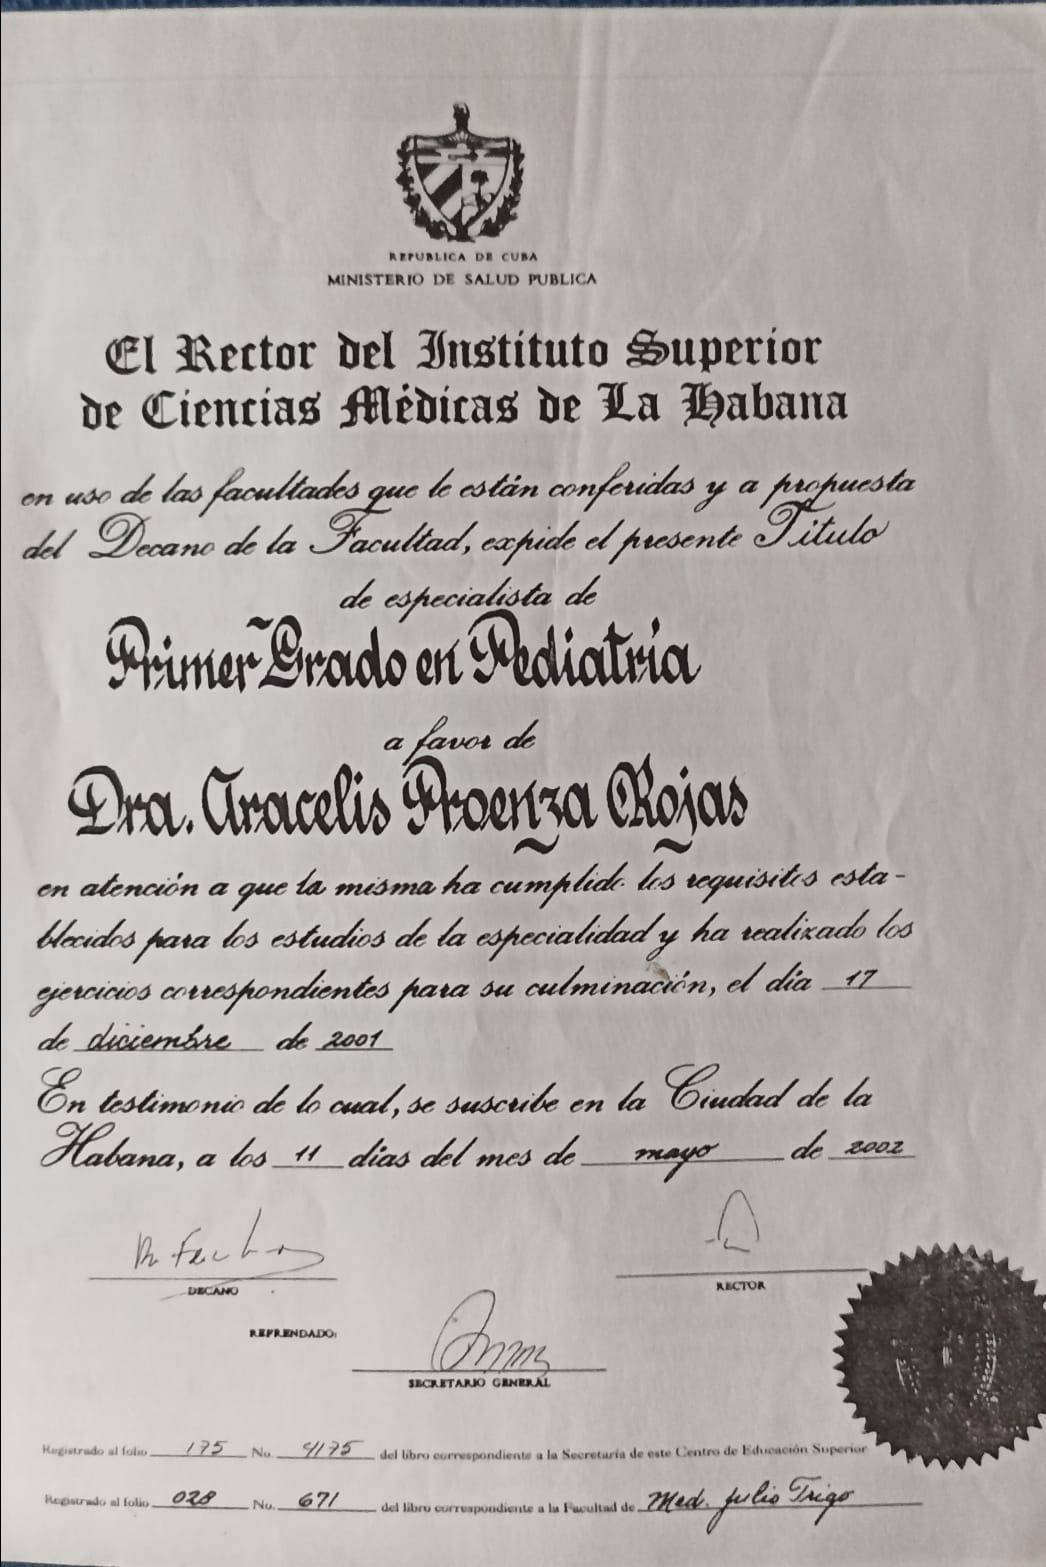 REPUBLICA DE CUBA
MINISTERIO DE SALUD PUBLICA
El Rector del Instituto Superior
de Ciencias Médicas de La Habana
en uso de las facultades que le están conferidas y a propuesta
del Decano de la Facultad, expide el presente Título
de especialista de
Primer Grado en Pediatría
a favor de
Dra. Aracelis Proenza Rojas
en atención a que la misma ha cumplido los requisitos esta-
blecidos para los estudios de la especialidad y ha realizado los
ejercicios correspondientes para su culminación, el día 17
de diciembre de 2001
En testimonio de lo cual, se suscribe en la Ciudad de la
Habana, a los 11 días del mes de mayo de 2002
DECANO
RECTOR
REFRENDADO:
SECRETARIO GENERAL
Registrado al folio 175 No. 4175 del libro correspondiente a la Secretaría de este Centro de Educación Superior
Registrado al folio 028 No. 671 del libro correspondiente a la Facultad de Med. Julio Trigo